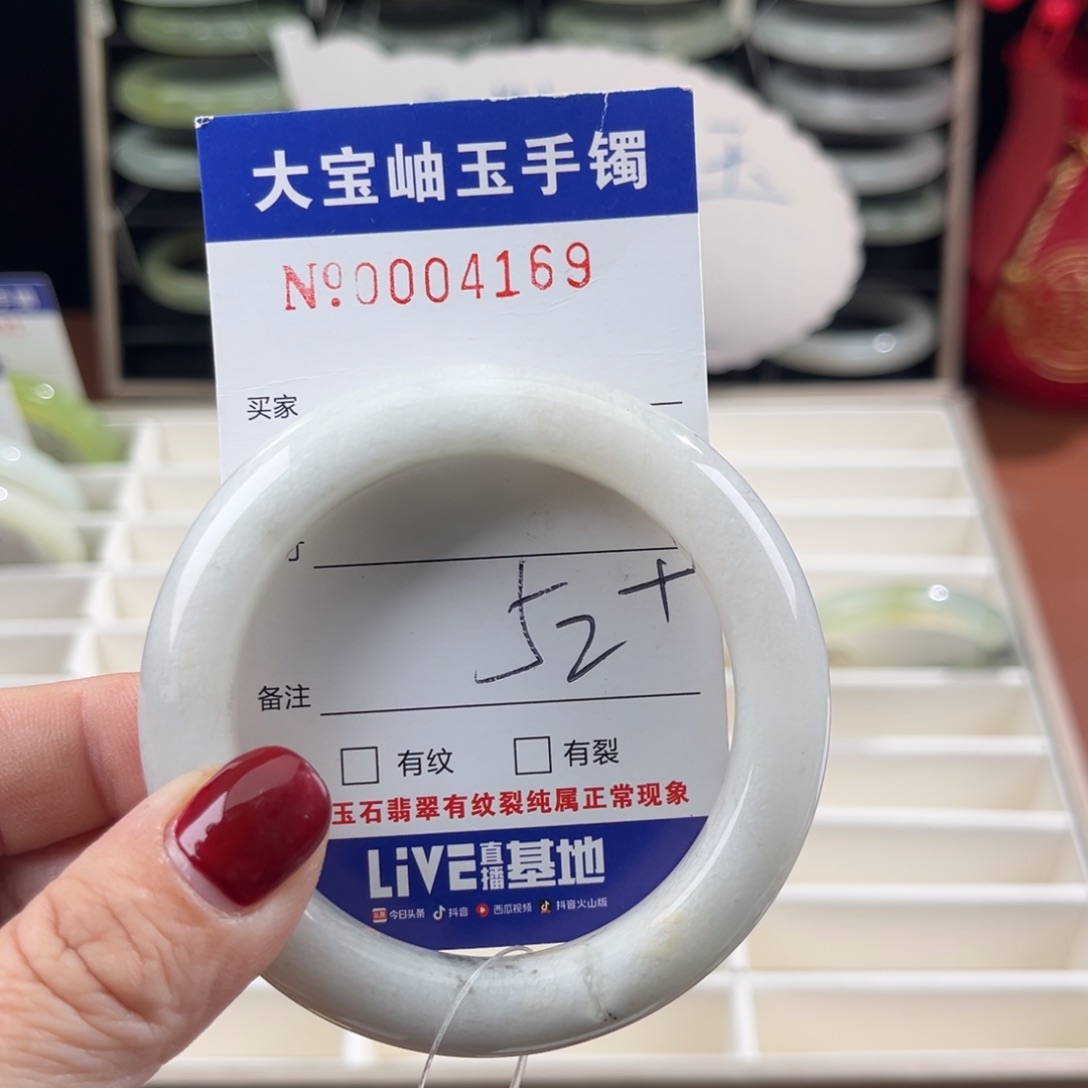 大宝岫玉手镯
№0004169
买家
52+
备注
□ 有纹 □ 有裂
玉石翡翠有纹裂纯属正常现象
LiVE直播基地
今日头条 抖音 西瓜视频 抖音火山版
玉